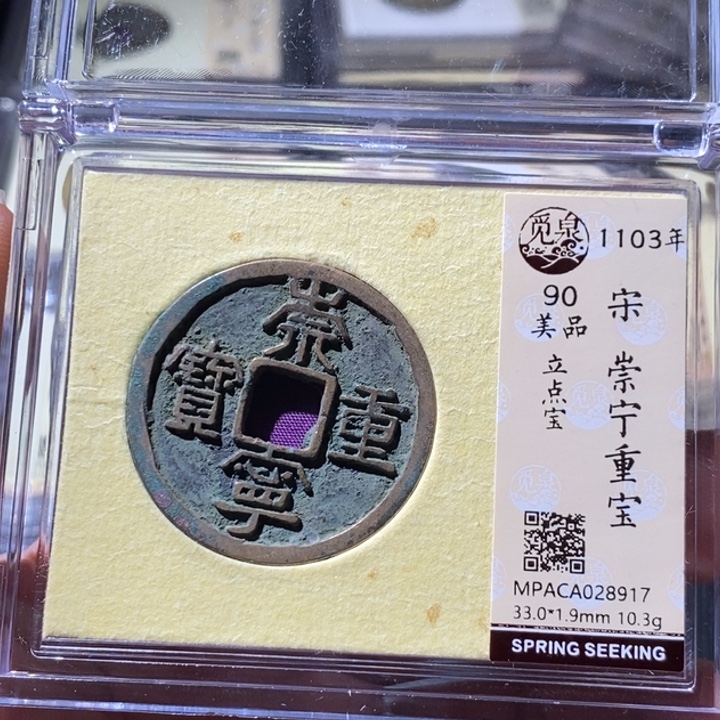 崇
寧
重
寶
觅泉
1103年
90
美品
立点宝
宋 崇宁重宝
MPACA028917
33.0*1.9mm 10.3g
SPRING SEEKING